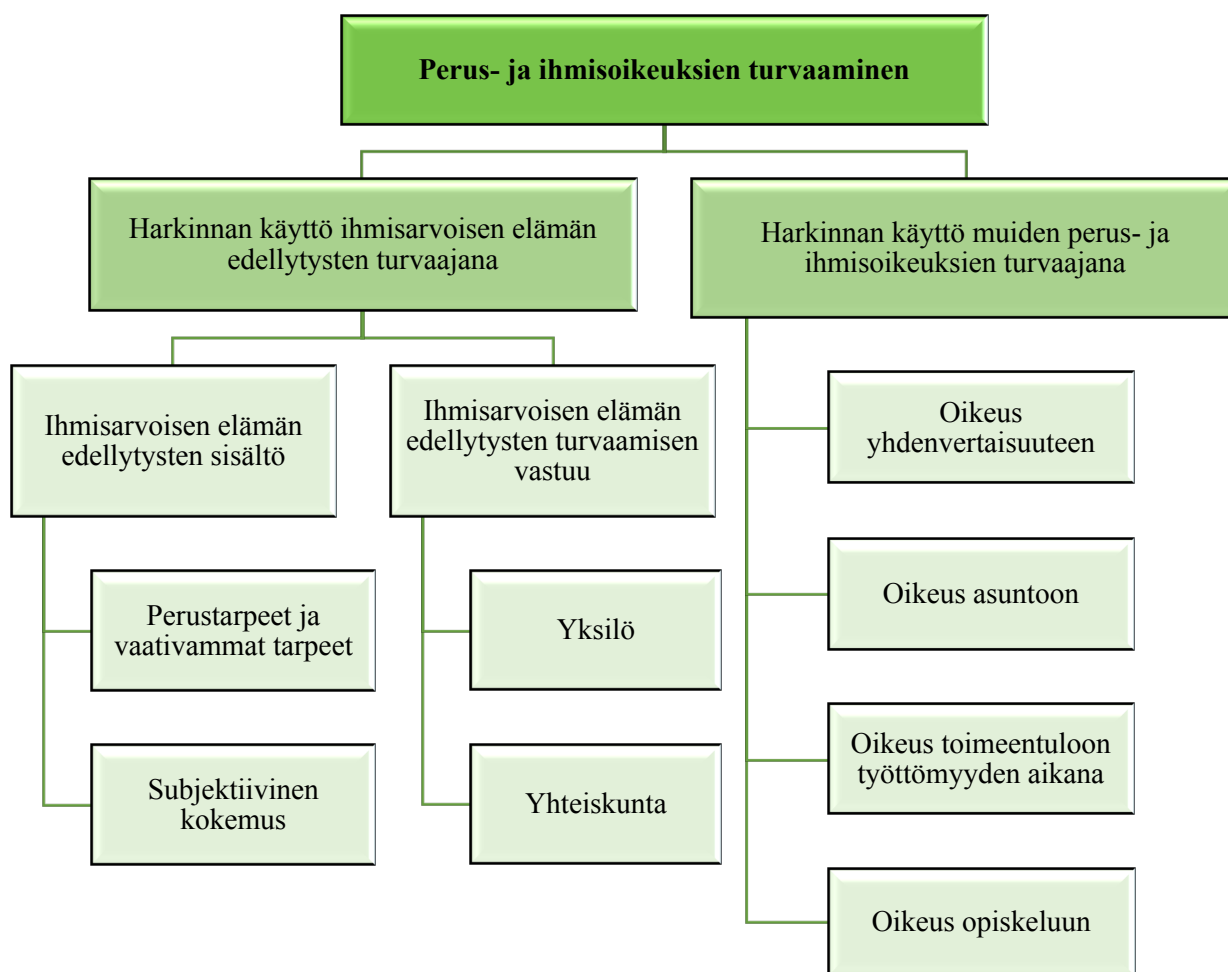 Perus- ja ihmisoikeuksien turvaaminen
Harkinnan käyttö ihmisarvoisen elämän
edellytysten turvaajana
Harkinnan käyttö muiden perus- ja
ihmisoikeuksien turvaajana
Ihmisarvoisen elämän
edellytysten sisältö
Ihmisarvoisen elämän
edellytysten turvaamisen
vastuu
Perustarpeet ja
vaativammat tarpeet
Subjektiivinen
kokemus
Yksilö
Yhteiskunta
Oikeus
yhdenvertaisuuteen
Oikeus asuntoon
Oikeus toimeentuloon
työttömyyden aikana
Oikeus opiskeluun